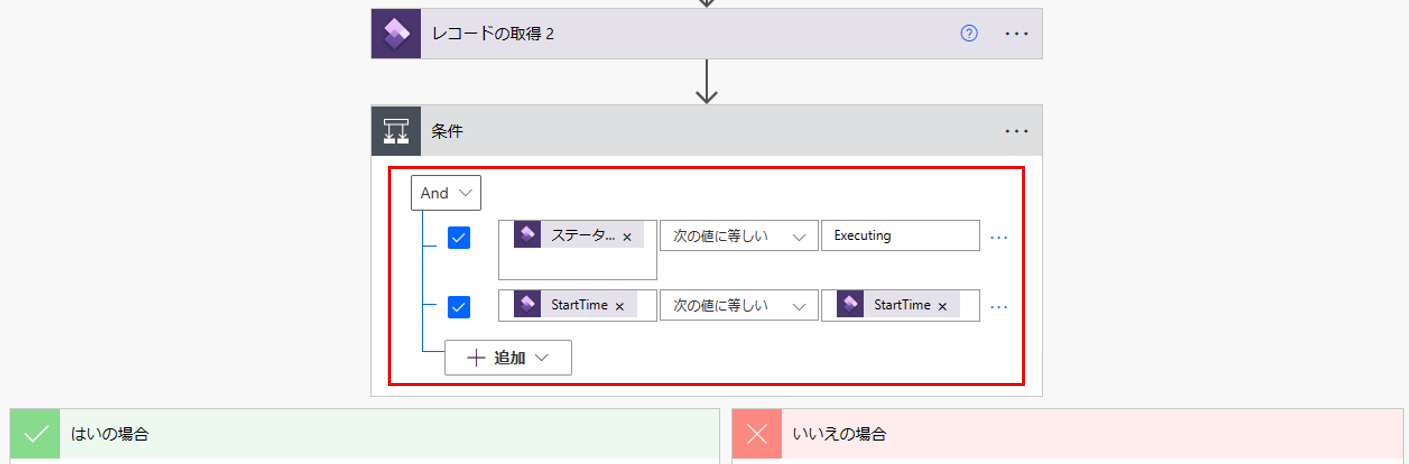 レコードの取得 2
条件
And
ステータ... 次の値に等しい Executing
StartTime 次の値に等しい StartTime
追加
はいの場合 いいえの場合